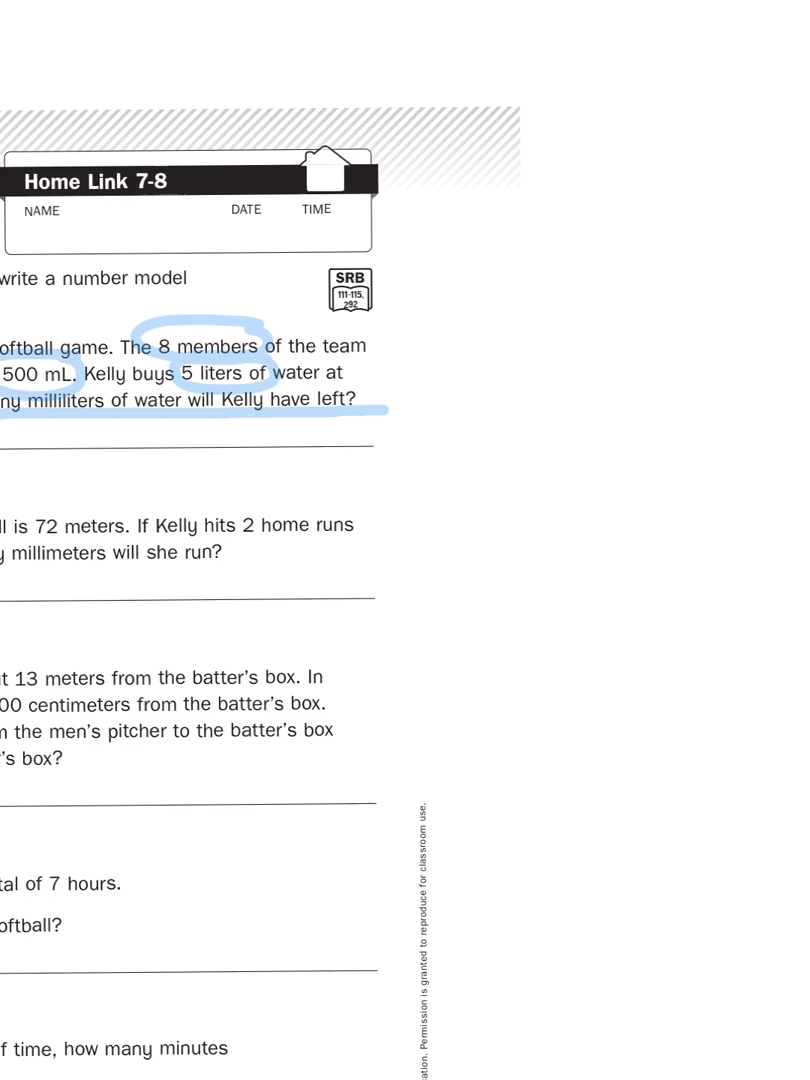 Home Link 7-8
NAME DATE TIME
write a number model
SRB
111-115,
292
oftball game. The 8 members of the team
500 mL. Kelly buys 5 liters of water at
ny milliliters of water will Kelly have left?
ll is 72 meters. If Kelly hits 2 home runs
y millimeters will she run?
t 13 meters from the batter’s box. In
00 centimeters from the batter’s box.
m the men’s pitcher to the batter’s box
r’s box?
tal of 7 hours.
oftball?
f time, how many minutes
ation. Permission is granted to reproduce for classroom use.